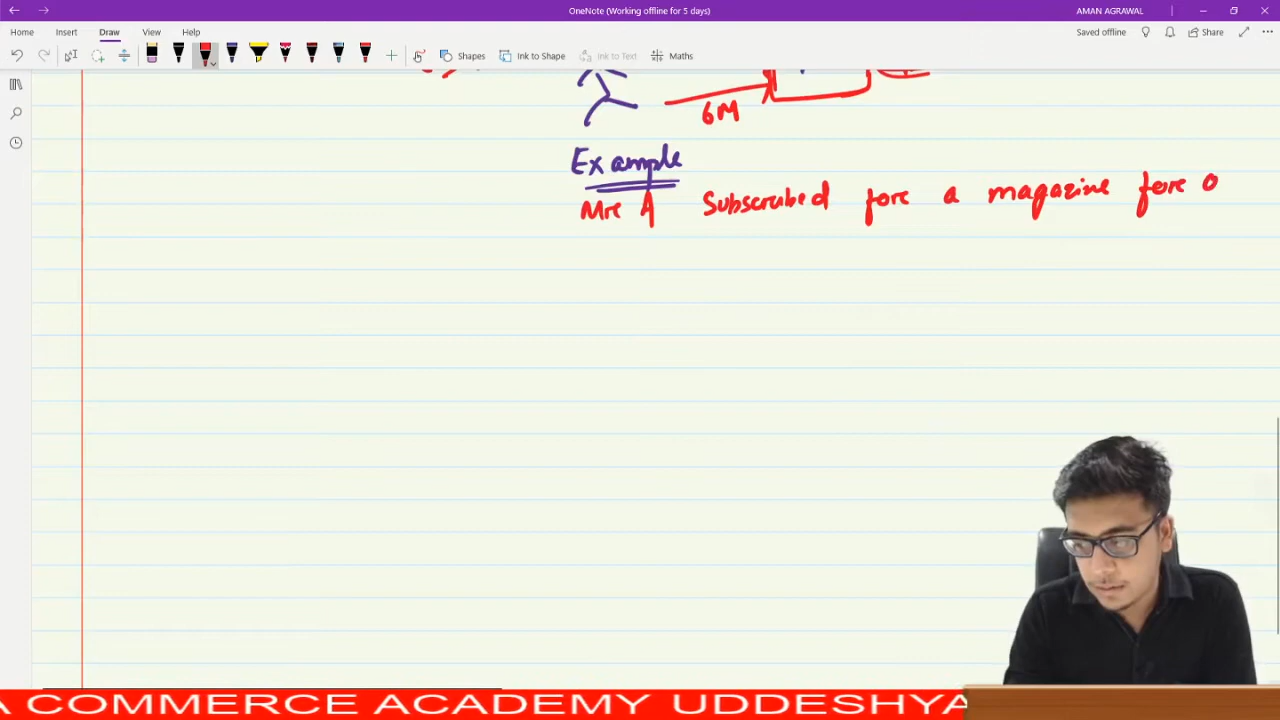 OneNote (Working offline for 5 days)
AMAN AGRAWAL
Home
Insert
Draw
View
Help
Saved offline
Share
Shapes
Ink to Shape
Ink to Text
Maths
6M
Example
Mr A Subscribed for a magazine for o
A COMMERCE ACADEMY UDDESHYA